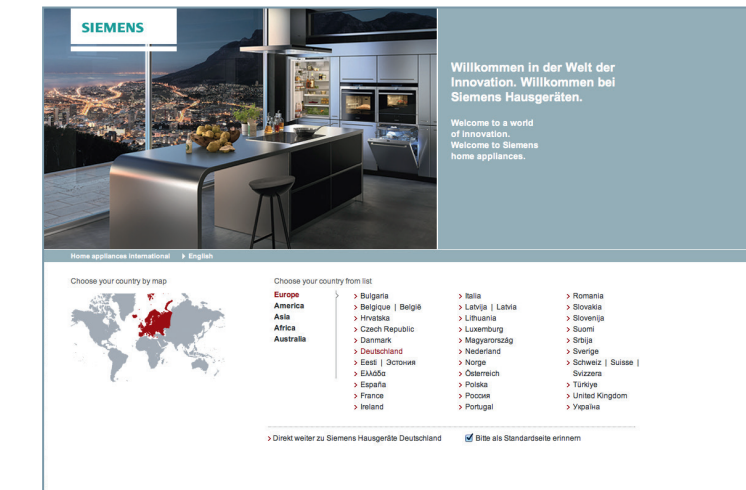 SIEMENS
Willkommen in der Welt der
Innovation. Willkommen bei
Siemens Hausgeräten.
Welcome to a world
of innovation.
Welcome to Siemens
home appliances.
Home appliances international English
Choose your country by map
Choose your country from list
Europe
America
Asia
Africa
Australia
Bulgaria
Belgique | België
Hrvatska
Czech Republic
Danmark
Deutschland
Eesti | Эстония
Ελλάδα
España
France
Ireland
Italia
Latvija | Latvia
Lithuania
Luxemburg
Magyarország
Nederland
Norge
Österreich
Polska
Россия
Portugal
Romania
Slovakia
Slovenija
Suomi
Srbija
Sverige
Schweiz | Suisse |
Svizzera
Türkiye
United Kingdom
Україна
Direkt weiter zu Siemens Hausgeräte Deutschland
Bitte als Standardseite erinnern